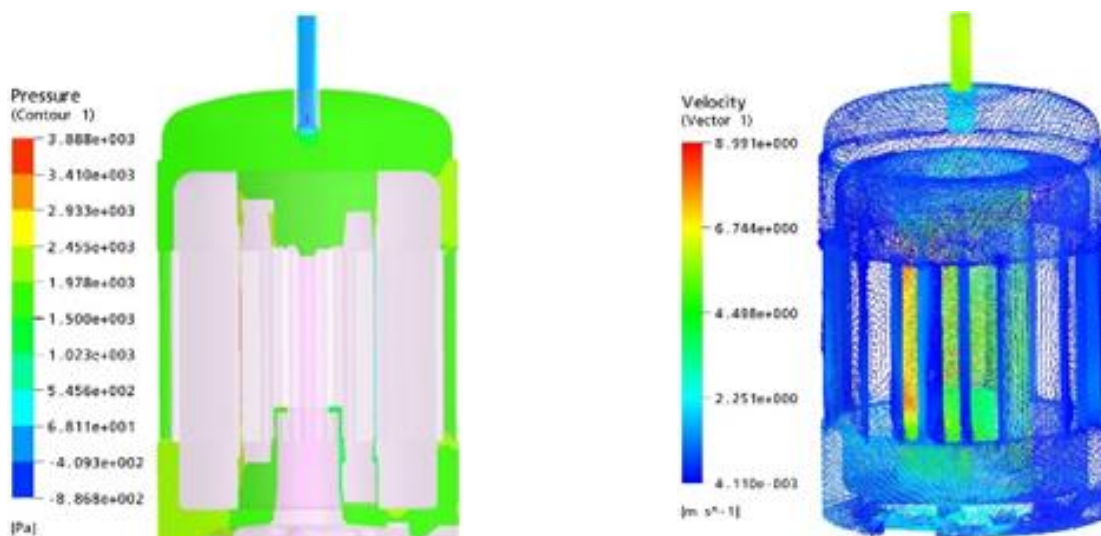 Pressure
(Contour 1)
3.888e+003
3.410e+003
2.933e+003
2.455e+003
1.978e+003
1.500e+003
1.023e+003
5.456e+002
6.811e+001
-4.093e+002
-8.868e+002
[Pa]
Velocity
(Vector 1)
8.991e+000
6.744e+000
4.498e+000
2.251e+000
4.110e-003
[m s^-1]